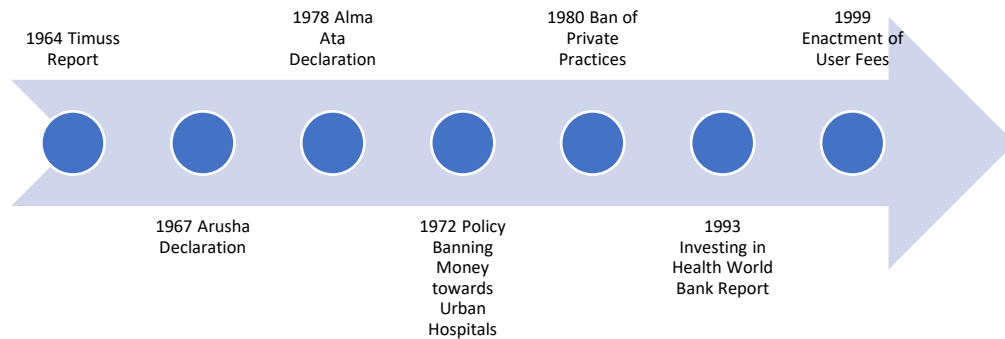 1964 Timuss
Report
1967 Arusha
Declaration
1978 Alma
Ata
Declaration
1972 Policy
Banning
Money
towards
Urban
Hospitals
1980 Ban of
Private
Practices
1993
Investing in
Health World
Bank Report
1999
Enactment of
User Fees